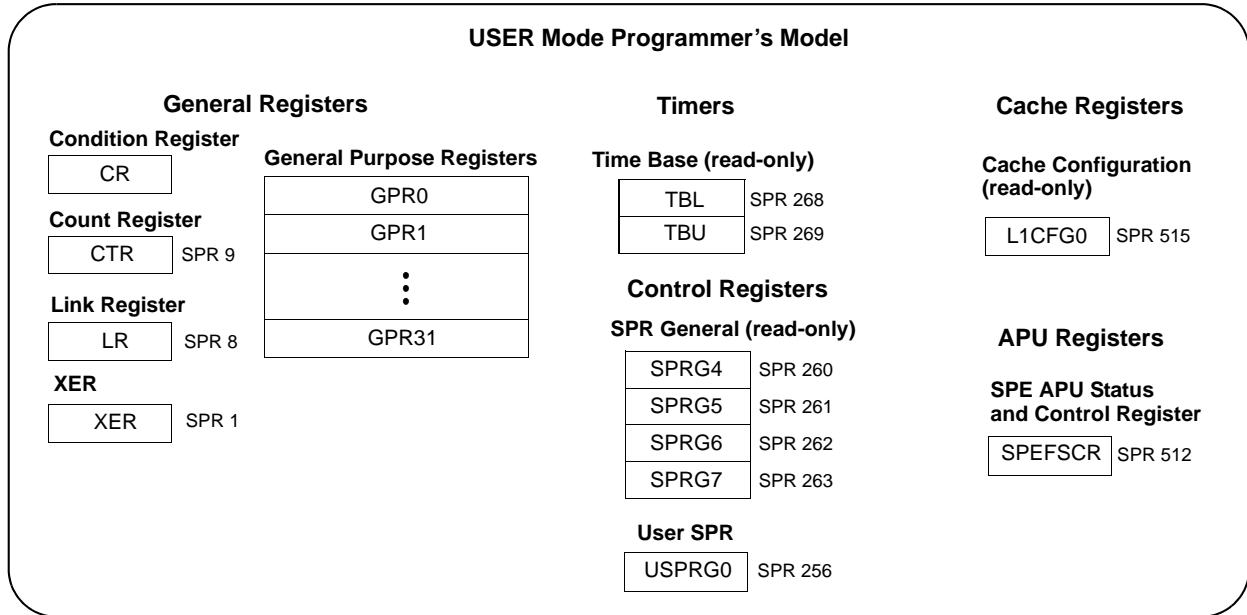 USER Mode Programmer’s Model
General Registers
Condition Register
CR
Count Register
CTR SPR 9
Link Register
LR SPR 8
XER
XER SPR 1
General Purpose Registers
GPR0
GPR1
GPR31
Timers
Time Base (read-only)
TBL SPR 268
TBU SPR 269
Control Registers
SPR General (read-only)
SPRG4 SPR 260
SPRG5 SPR 261
SPRG6 SPR 262
SPRG7 SPR 263
User SPR
USPRG0 SPR 256
Cache Registers
Cache Configuration
(read-only)
L1CFG0 SPR 515
APU Registers
SPE APU Status
and Control Register
SPEFSCR SPR 512